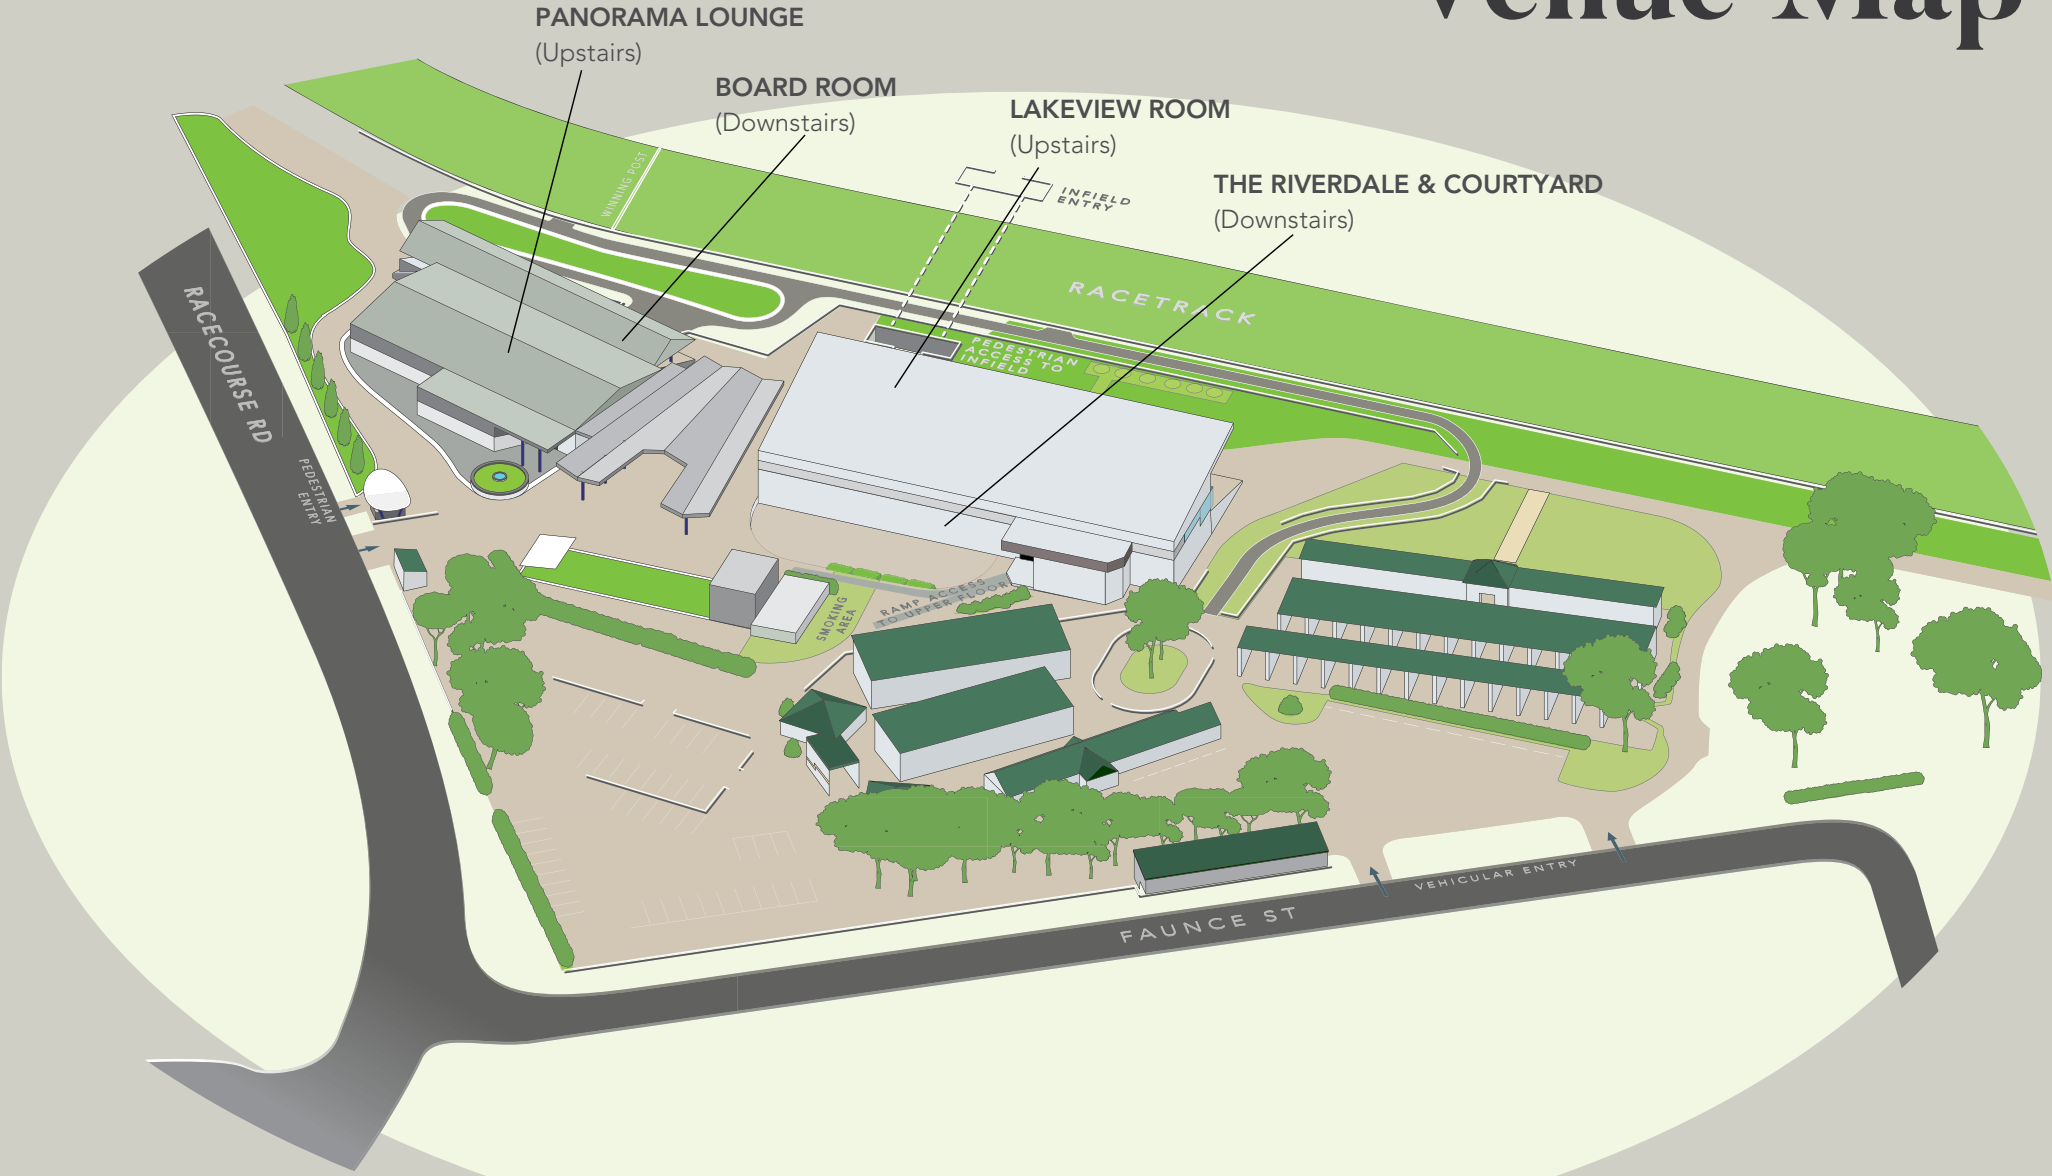 Venue Map
PANORAMA LOUNGE
(Upstairs)
BOARD ROOM
(Downstairs)
LAKEVIEW ROOM
(Upstairs)
THE RIVERDALE & COURTYARD
(Downstairs)
WINNING POST
INFIELD
ENTRY
RACETRACK
PEDESTRIAN
ACCESS TO
INFIELD
RACECOURSE RD
PEDESTRIAN
ENTRY
SMOKING
AREA
RAMP ACCESS
TO UPPER FLOOR
VEHICULAR ENTRY
FAUNCE ST